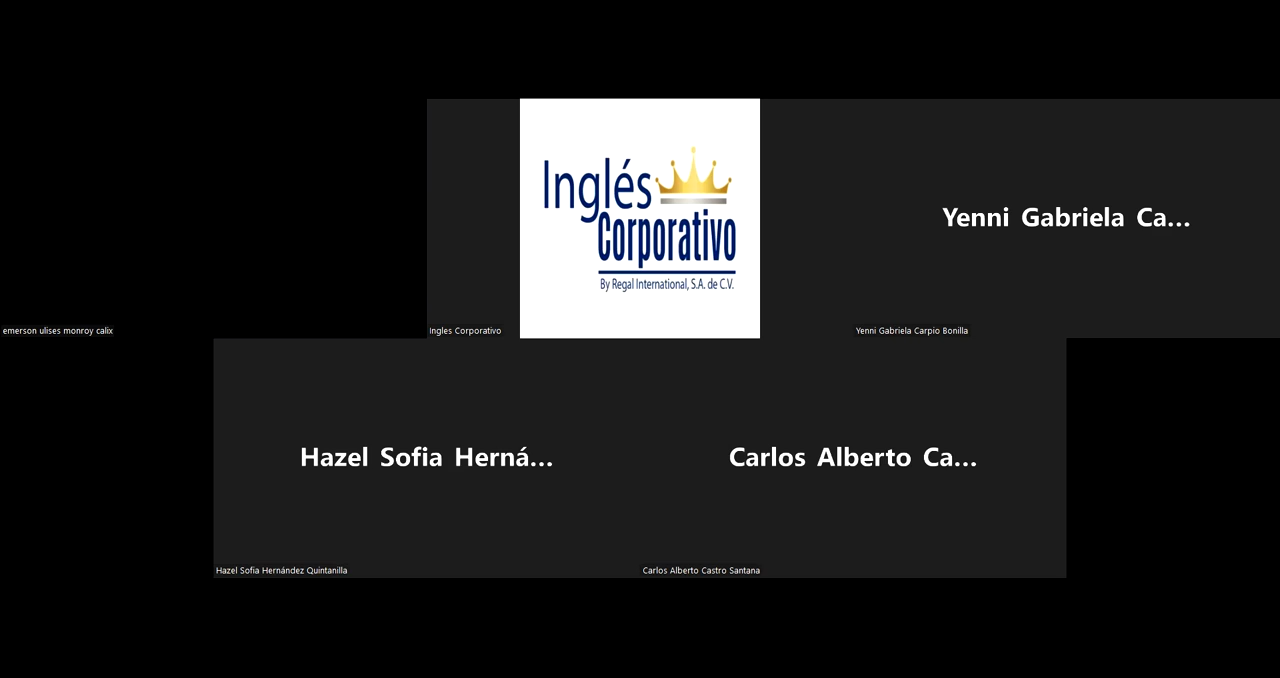 Inglés
Corporativo
By Regal International, S.A. de C.V.
Yenni Gabriela Ca...
emerson ulises monroy calix
Ingles Corporativo
Yenni Gabriela Carpio Bonilla
Hazel Sofia Herná...
Carlos Alberto Ca...
Hazel Sofia Hernández Quintanilla
Carlos Alberto Castro Santana